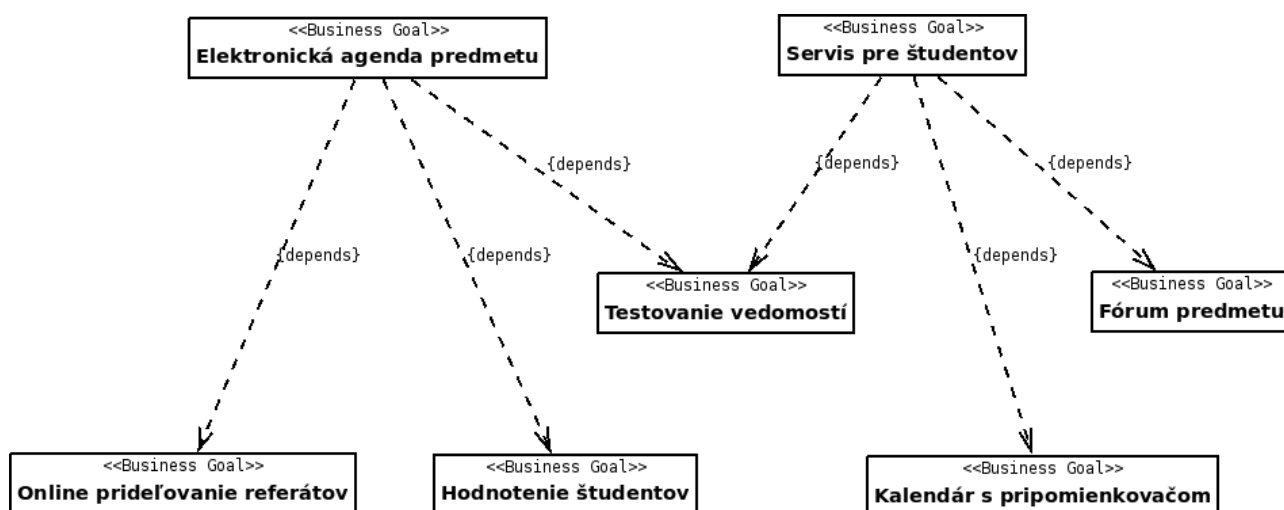 <<Business Goal>>
Elektronická agenda predmetu
<<Business Goal>>
Servis pre študentov
{depends}
{depends}
{depends}
{depends}
{depends}
{depends}
<<Business Goal>>
Testovanie vedomostí
<<Business Goal>>
Fórum predmetu
<<Business Goal>>
Online prideľovanie referátov
<<Business Goal>>
Hodnotenie študentov
<<Business Goal>>
Kalendár s pripomienkovačom